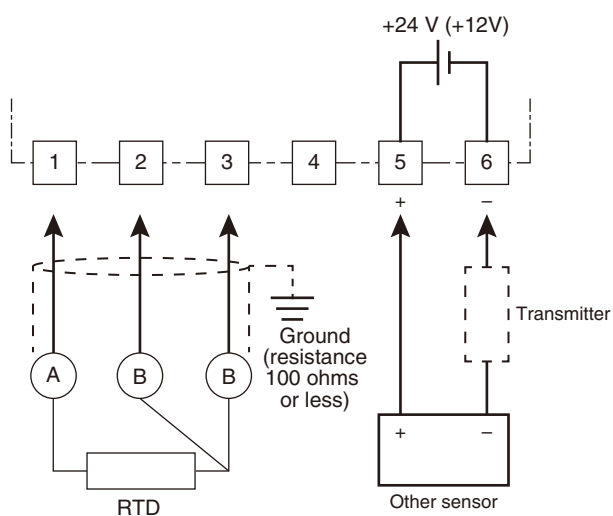 +24 V (+12V)
1 2 3 4 5 6
+ −
Ground
(resistance
100 ohms
or less)
Transmitter
A B B
+ −
RTD
Other sensor